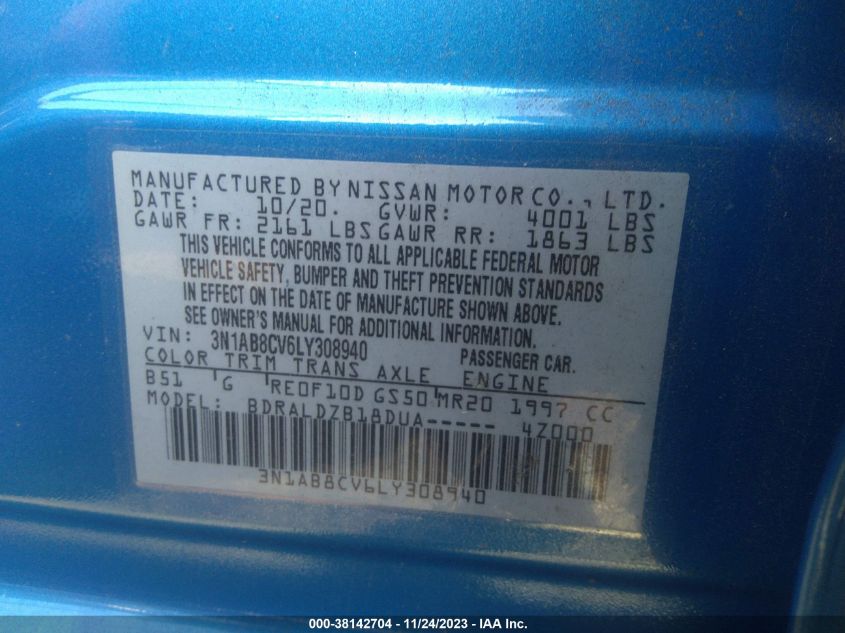 MANUFACTURED BY NISSAN MOTOR CO., LTD.
DATE: 10/20. GVWR: 4001 LBS
GAWR FR: 2161 LBS GAWR RR: 1863 LBS
THIS VEHICLE CONFORMS TO ALL APPLICABLE FEDERAL MOTOR
VEHICLE SAFETY, BUMPER AND THEFT PREVENTION STANDARDS
IN EFFECT ON THE DATE OF MANUFACTURE SHOWN ABOVE.
SEE OWNER'S MANUAL FOR ADDITIONAL INFORMATION.
VIN: 3N1AB8CV6LY308940 PASSENGER CAR.
COLOR TRIM TRANS AXLE ENGINE
B51 G RE0F10D GS50 MR20 1997 CC
MODEL: BDRALDZB18DUA----- 4Z000
3N1AB8CV6LY308940
000-38142704 - 11/24/2023 - IAA Inc.